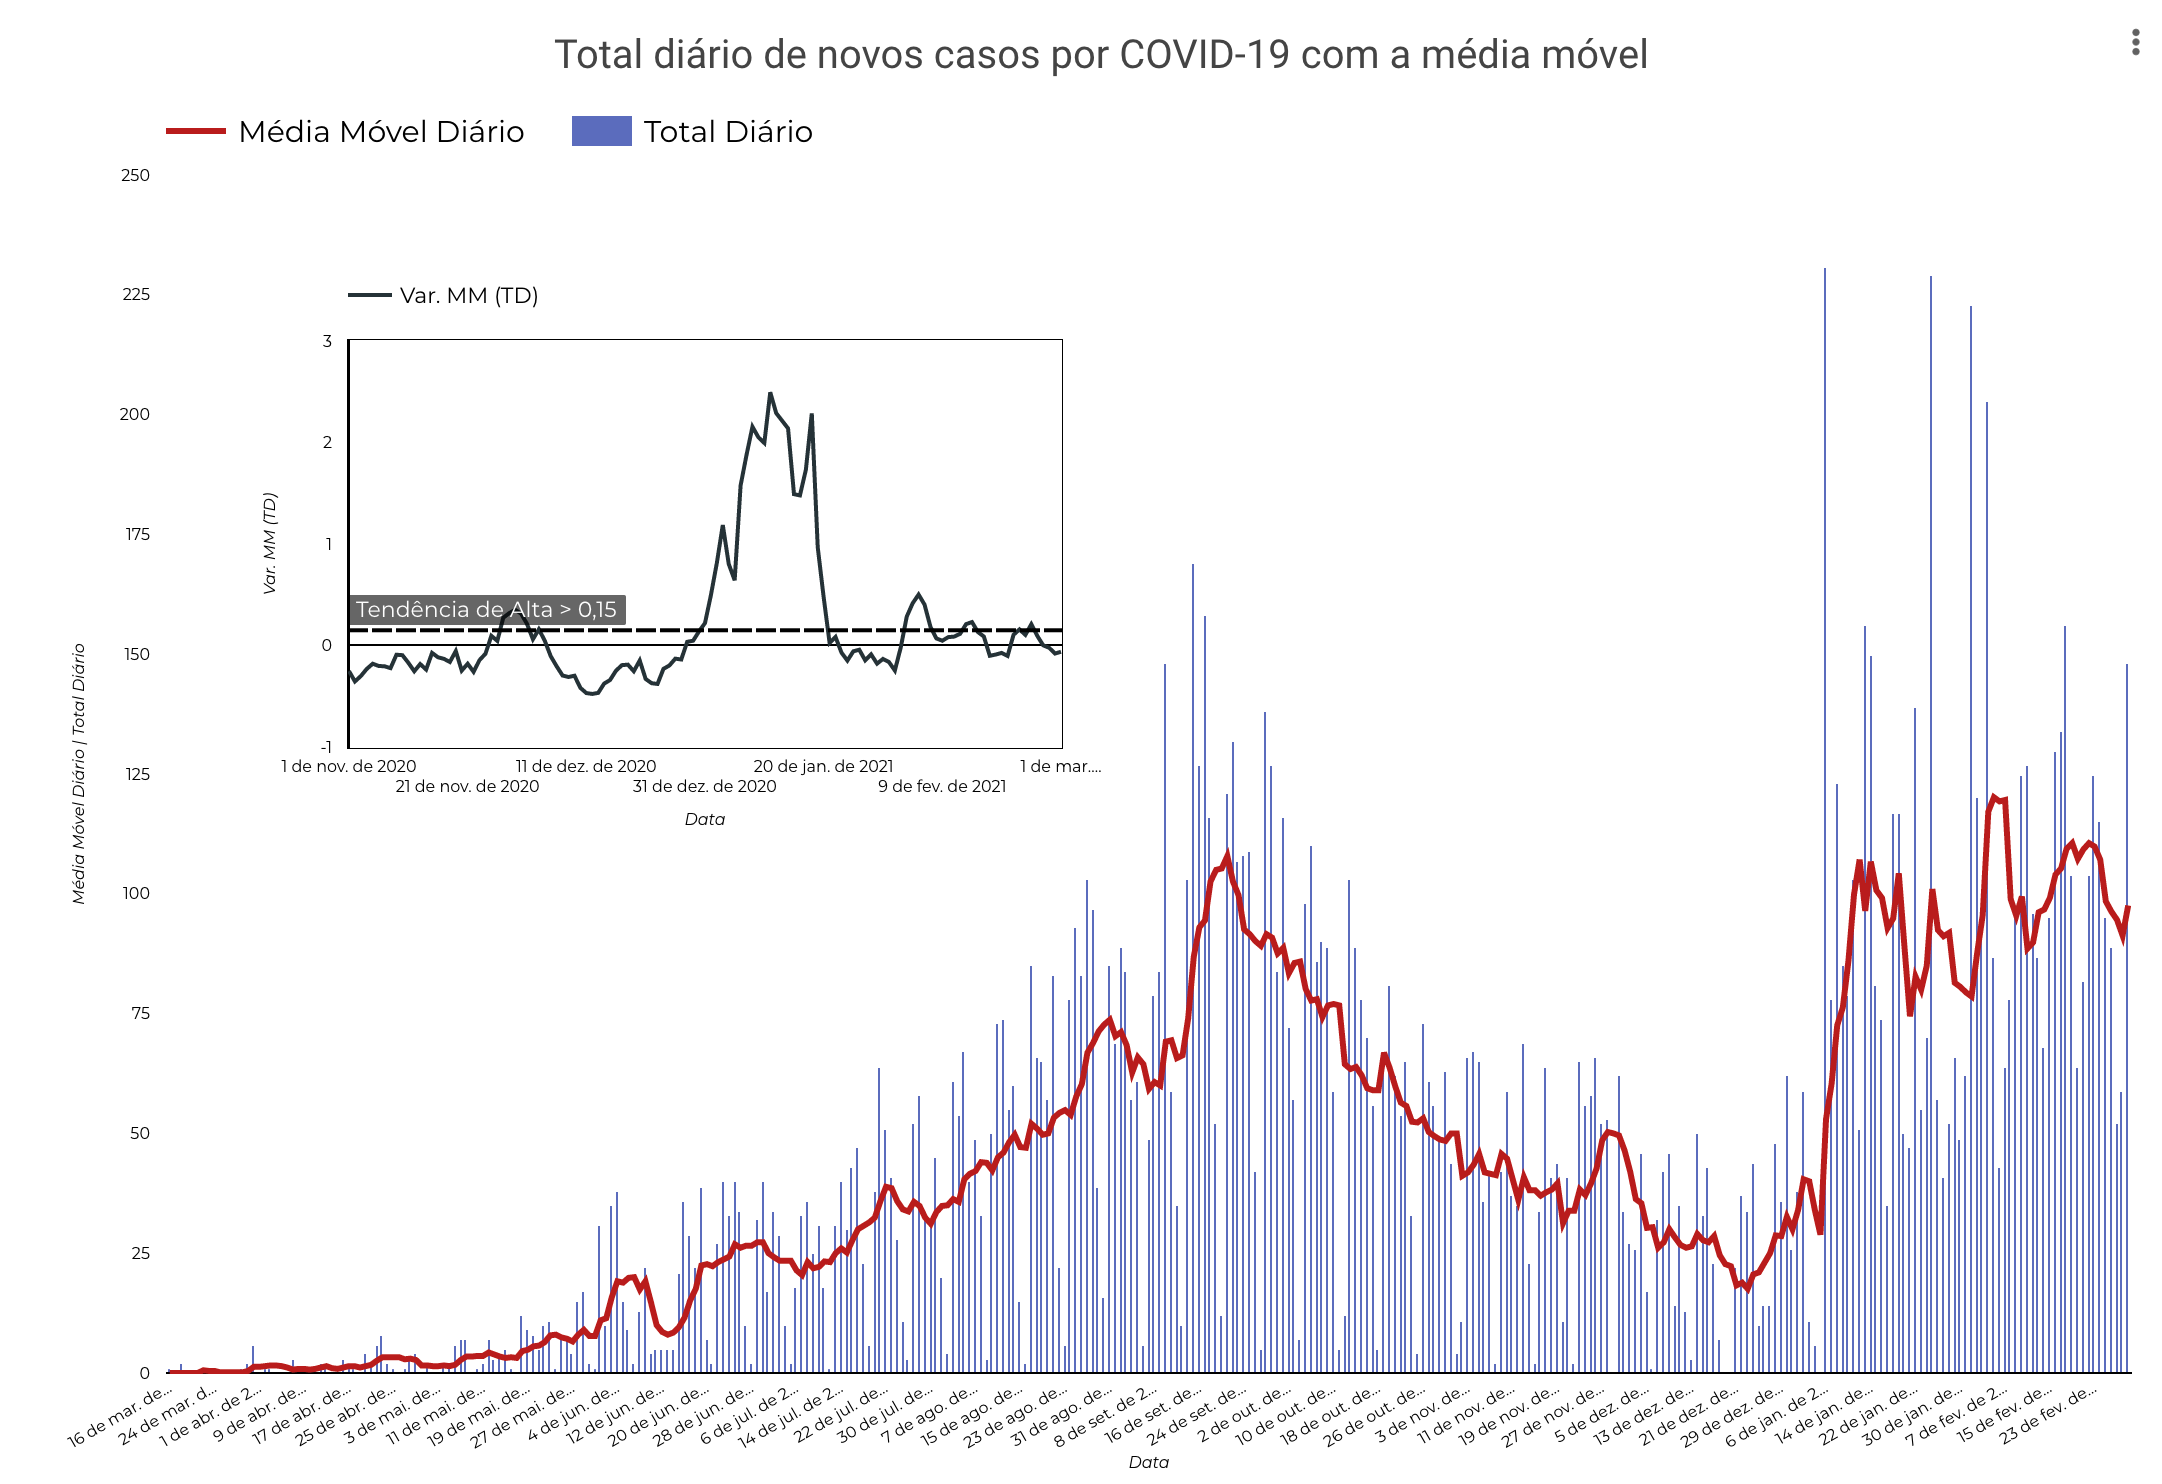 Total diário de novos casos por COVID-19 com a média móvel
Média Móvel Diário
Total Diário
250
225
200
175
150
125
100
75
50
25
0
Média Móvel Diário | Total Diário
Var. MM (TD)
3
2
1
0
-1
Var. MM (TD)
Tendência de Alta > 0,15
1 de nov. de 2020
21 de nov. de 2020
11 de dez. de 2020
31 de dez. de 2020
20 de jan. de 2021
9 de fev. de 2021
1 de mar....
Data
16 de mar. de...
24 de mar. d...
1 de abr. de 2...
9 de abr. de...
17 de abr. de...
25 de abr. de...
3 de mai. de...
11 de mai. de...
19 de mai. de...
27 de mai. de...
4 de jun. de...
12 de jun. de...
20 de jun. de...
28 de jun. de...
6 de jul. de 2...
14 de jul. de 2...
22 de jul. de...
30 de jul. de...
7 de ago. de...
15 de ago. de...
23 de ago. de...
31 de ago. de...
8 de set. de 2...
16 de set. de...
24 de set. de...
2 de out. de...
10 de out. de...
18 de out. de...
26 de out. de...
3 de nov. de...
11 de nov. de...
19 de nov. de...
27 de nov. de...
5 de dez. de...
13 de dez. de...
21 de dez. de...
29 de dez. de...
6 de jan. de 2...
14 de jan. de...
22 de jan. de...
30 de jan. de...
7 de fev. de 2...
15 de fev. de...
23 de fev. de...
Data